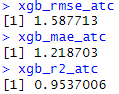 > xgb_rmse_atc
[1] 1.587713
> xgb_mae_atc
[1] 1.218703
> xgb_r2_atc
[1] 0.9537006